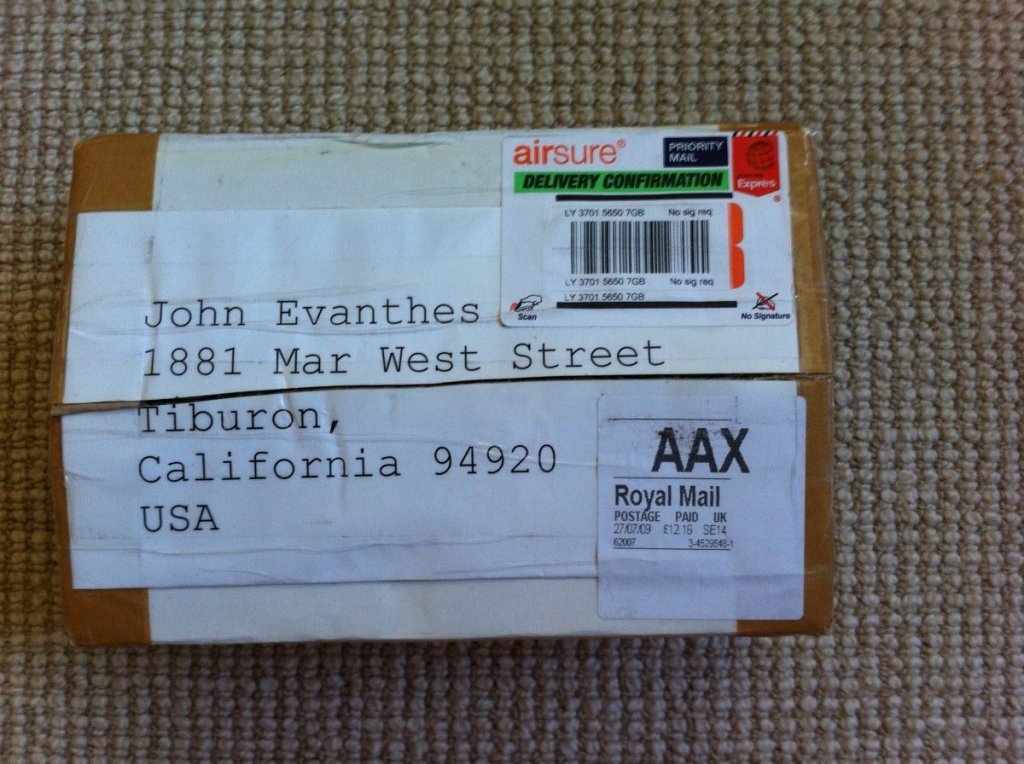 airsure®
PRIORITY
MAIL
Exprès
®
DELIVERY CONFIRMATION
LY 3701 5650 7GB No sig req
LY 3701 5650 7GB No sig req
LY 3701 5650 7GB
Scan
No Signature
John Evanthes
1881 Mar West Street
Tiburon,
California 94920
USA
AAX
Royal Mail
POSTAGE PAID UK
27/07/09 £12.16 SE14
62007 3-4529648-1